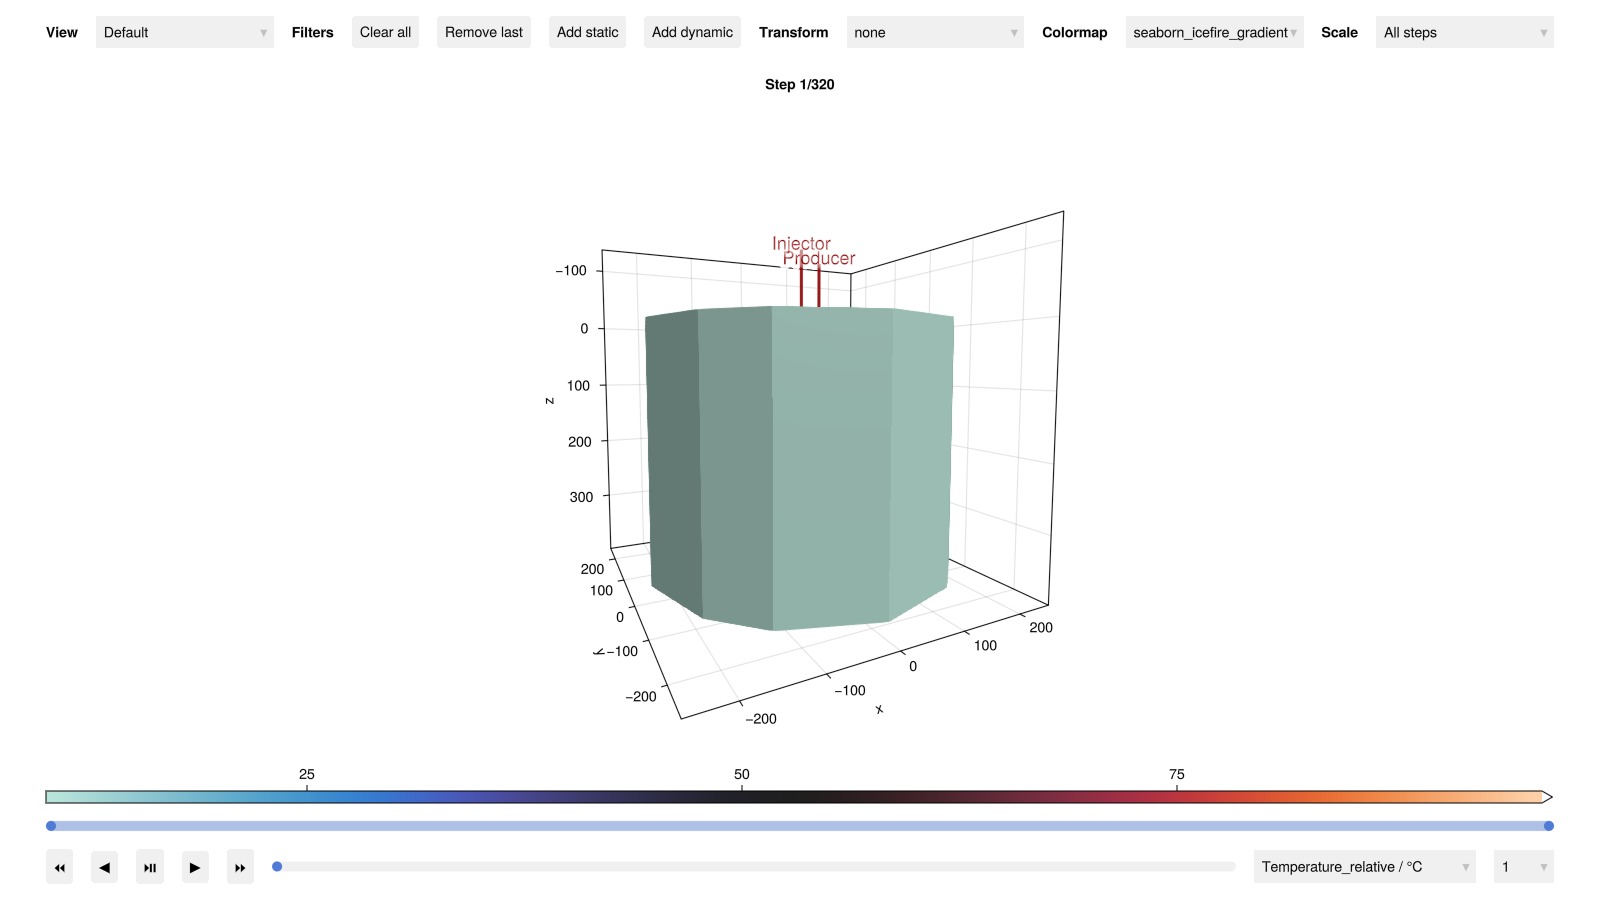 View Default Filters Clear all Remove last Add static Add dynamic Transform none Colormap seaborn_icefire_gradient Scale All steps
Step 1/320
Injector
Producer
−100
0
100
z
200
300
200
100
0
y
−100
−200
200
100
0
−100
x
−200
25 50 75
Temperature_relative / °C 1